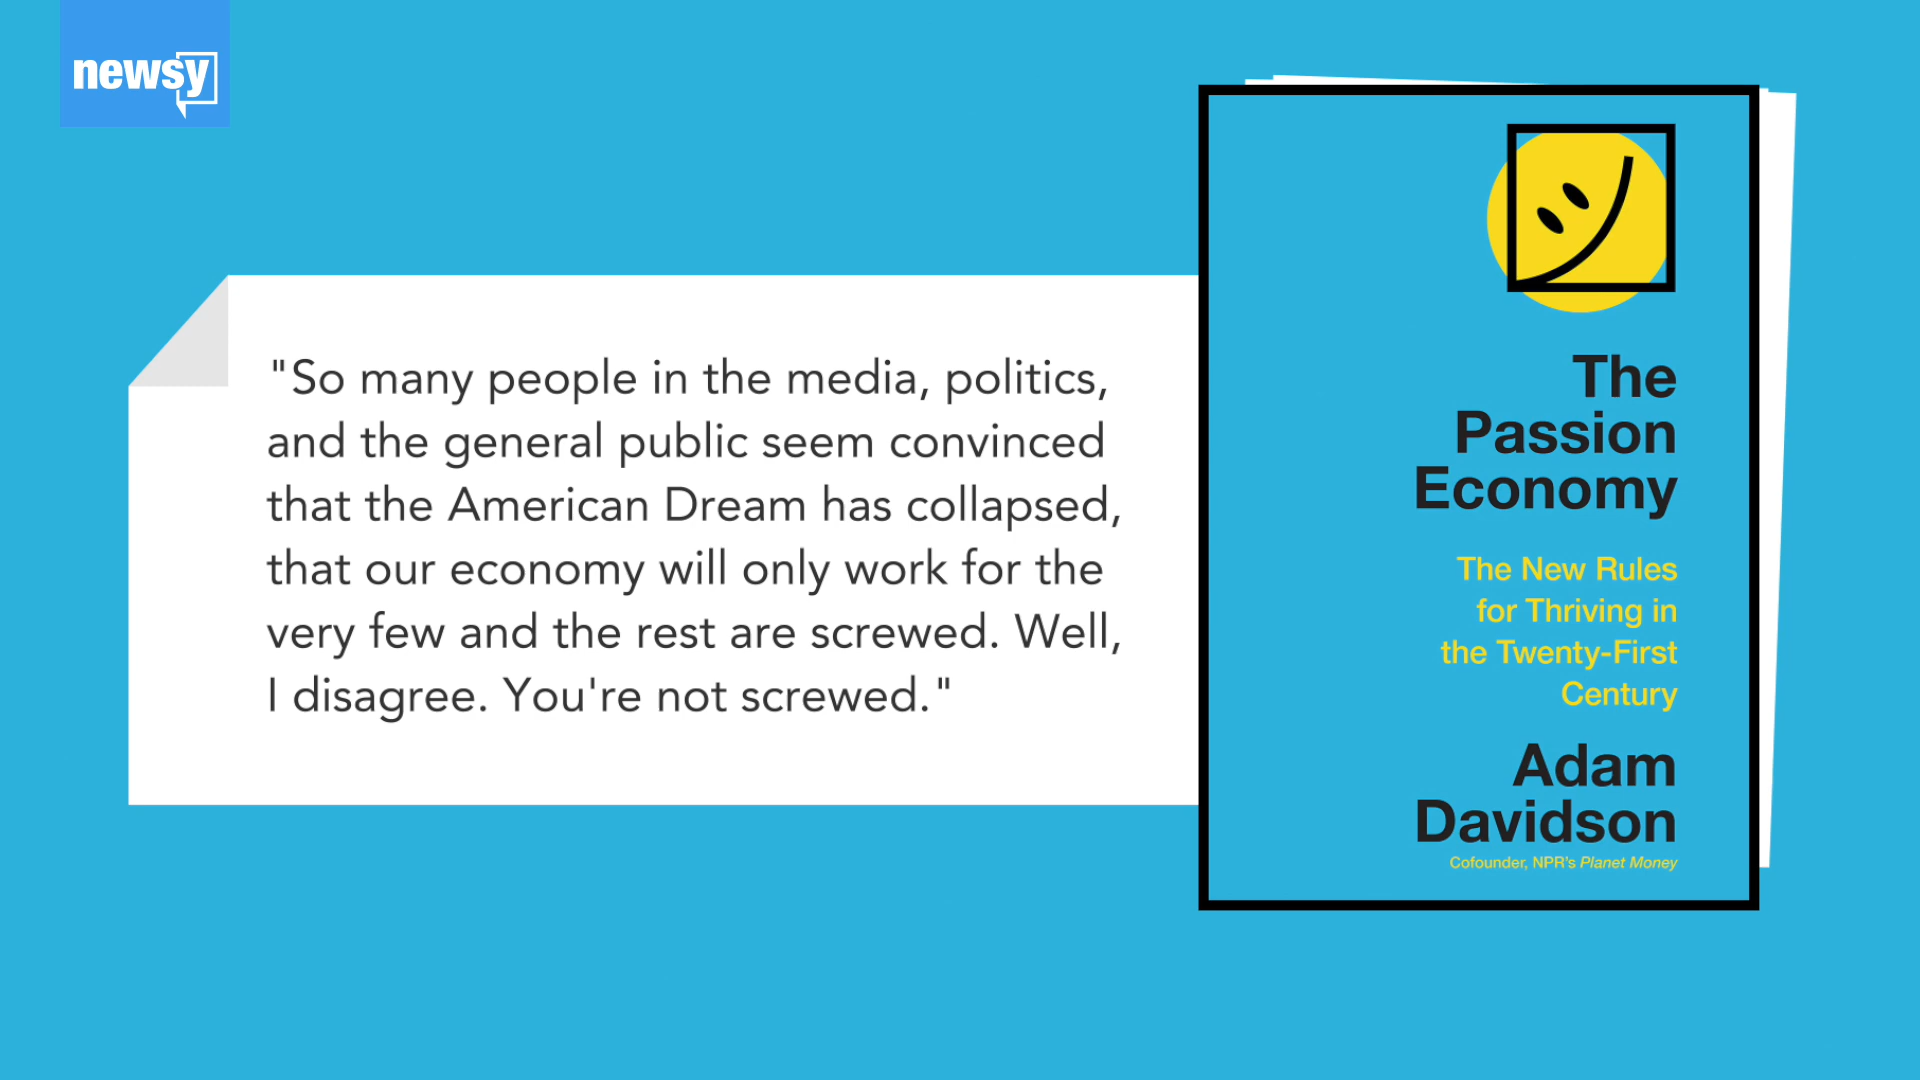 newsy
"So many people in the media, politics,
and the general public seem convinced
that the American Dream has collapsed,
that our economy will only work for the
very few and the rest are screwed. Well,
I disagree. You're not screwed."
The
Passion
Economy
The New Rules
for Thriving in
the Twenty-First
Century
Adam
Davidson
Cofounder, NPR's Planet Money